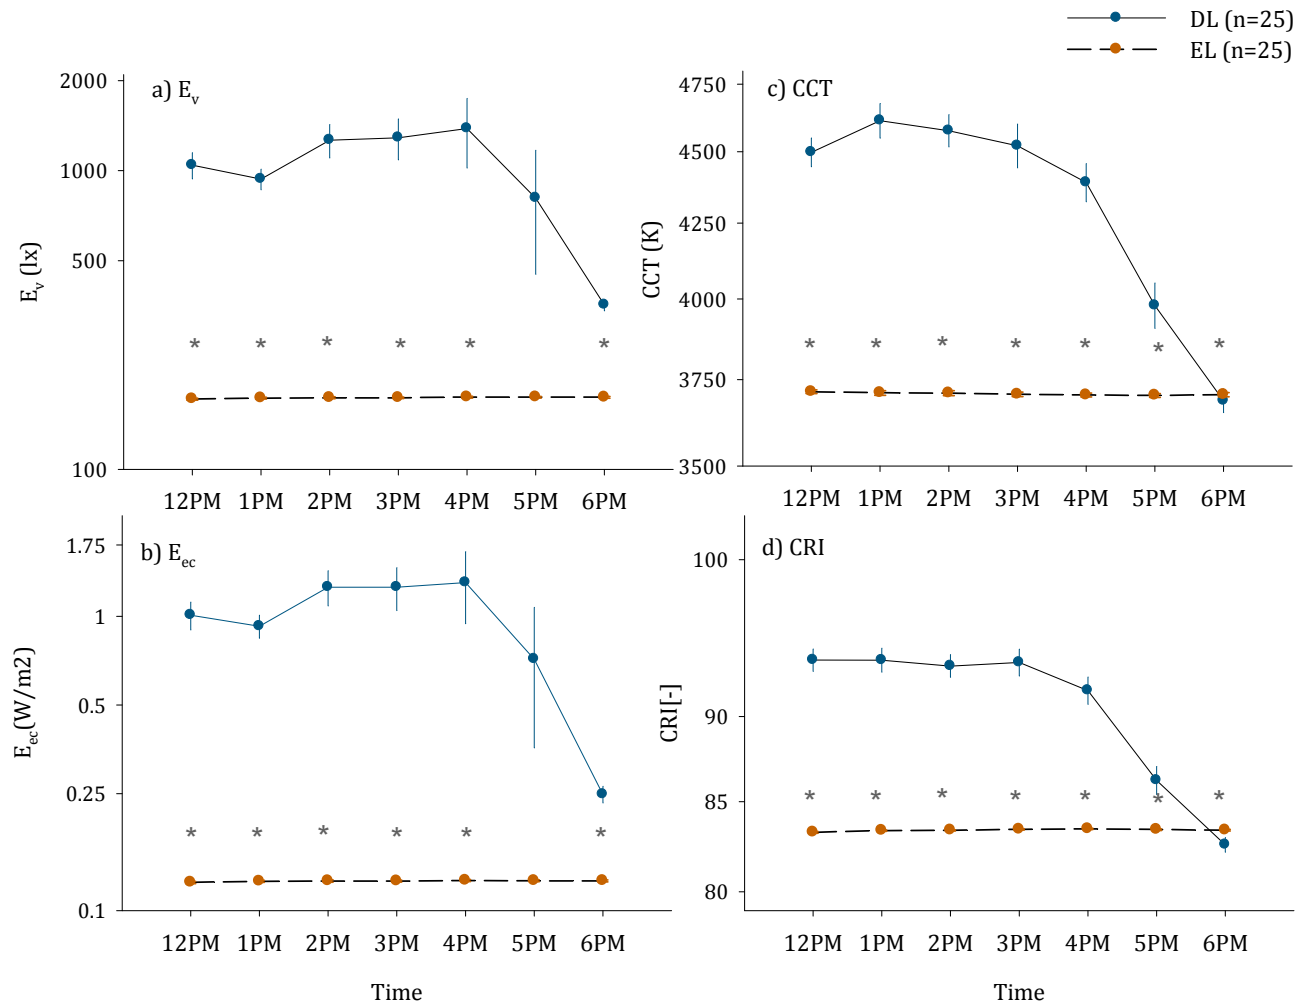 DL (n=25)
EL (n=25)
a) Ev
2000
1000
500
100
Ev (lx)
* * * * * *
12PM 1PM 2PM 3PM 4PM 5PM 6PM
c) CCT
4750
4500
4250
4000
3750
3500
CCT (K)
* * * * * * *
12PM 1PM 2PM 3PM 4PM 5PM 6PM
b) Eec
1.75
1
0.5
0.25
0.1
Eec(W/m2)
* * * * * *
12PM 1PM 2PM 3PM 4PM 5PM 6PM
Time
d) CRI
100
90
85
80
CRI[-]
* * * * * * *
12PM 1PM 2PM 3PM 4PM 5PM 6PM
Time